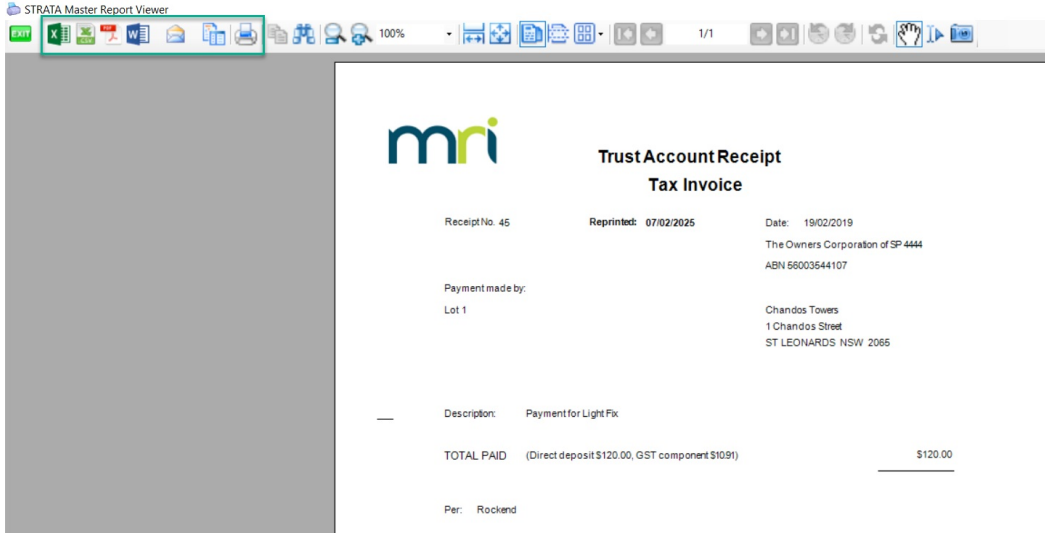 STRATA Master Report Viewer
EXIT
100%
1/1
mri
Trust Account Receipt
Tax Invoice
Receipt No. 45 Reprinted: 07/02/2025 Date: 19/02/2019
The Owners Corporation of SP 4444
ABN 56003544107
Payment made by:
Lot 1 Chandos Towers
1 Chandos Street
ST LEONARDS NSW 2065
Description: Payment for Light Fix
TOTAL PAID (Direct deposit $120.00, GST component $10.91) $120.00
Per: Rockend